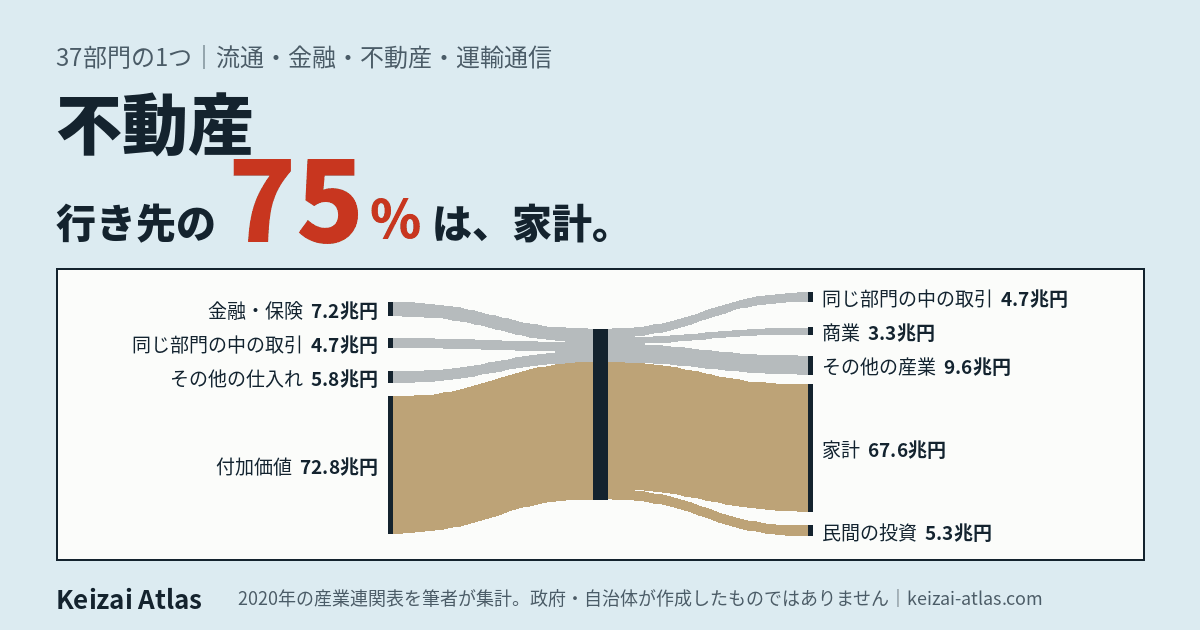 37部門の1つ｜流通・金融・不動産・運輸通信
不動産
行き先の 75% は、家計。
金融・保険 7.2兆円
同じ部門の中の取引 4.7兆円
その他の仕入れ 5.8兆円
付加価値 72.8兆円
同じ部門の中の取引 4.7兆円
商業 3.3兆円
その他の産業 9.6兆円
家計 67.6兆円
民間の投資 5.3兆円
Keizai Atlas
2020年の産業連関表を筆者が集計。政府・自治体が作成したものではありません｜keizai-atlas.com